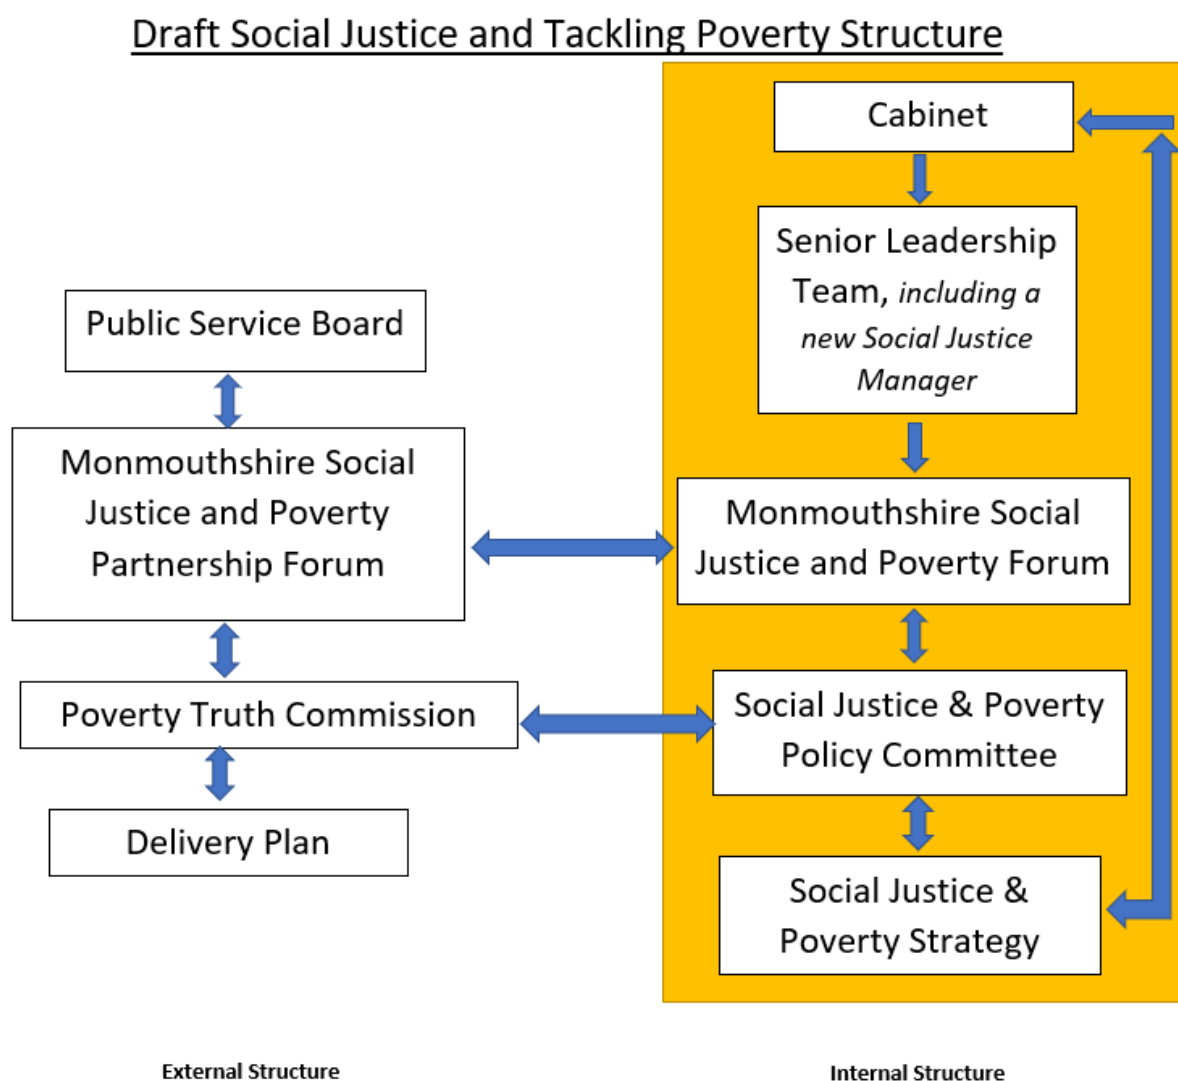 Draft Social Justice and Tackling Poverty Structure
Cabinet
Senior Leadership
Team, including a
new Social Justice
Manager
Public Service Board
Monmouthshire Social
Justice and Poverty
Partnership Forum
Monmouthshire Social
Justice and Poverty Forum
Poverty Truth Commission
Social Justice & Poverty
Policy Committee
Delivery Plan
Social Justice &
Poverty Strategy
External Structure
Internal Structure